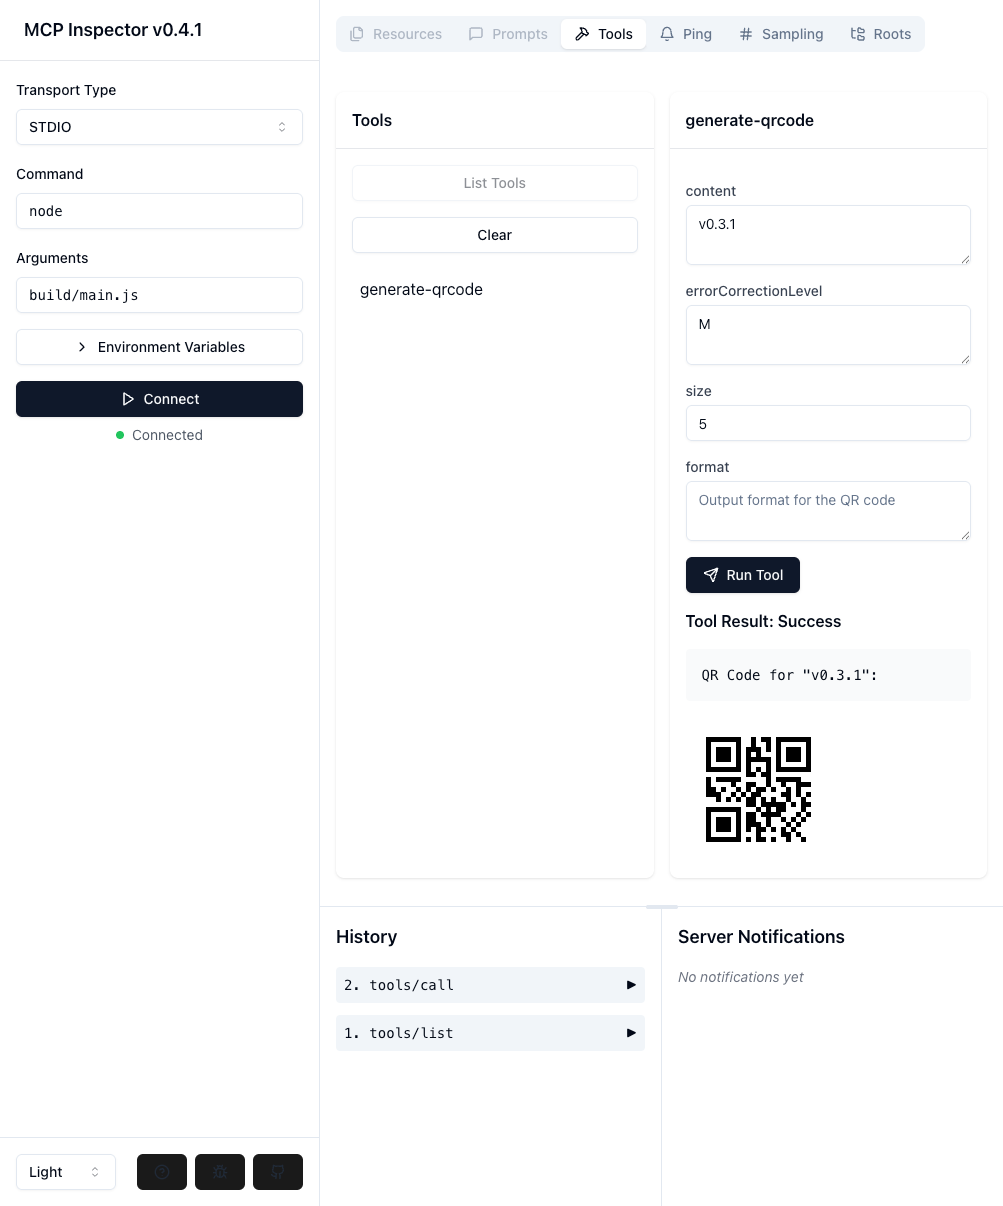 MCP Inspector v0.4.1
Transport Type
STDIO
Command
node
Arguments
build/main.js
Environment Variables
Connect
Connected
Light
Resources
Prompts
Tools
Ping
Sampling
Roots
Tools
List Tools
Clear
generate-qrcode
generate-qrcode
content
v0.3.1
errorCorrectionLevel
M
size
5
format
Output format for the QR code
Run Tool
Tool Result: Success
QR Code for "v0.3.1":
History
2. tools/call
1. tools/list
Server Notifications
No notifications yet